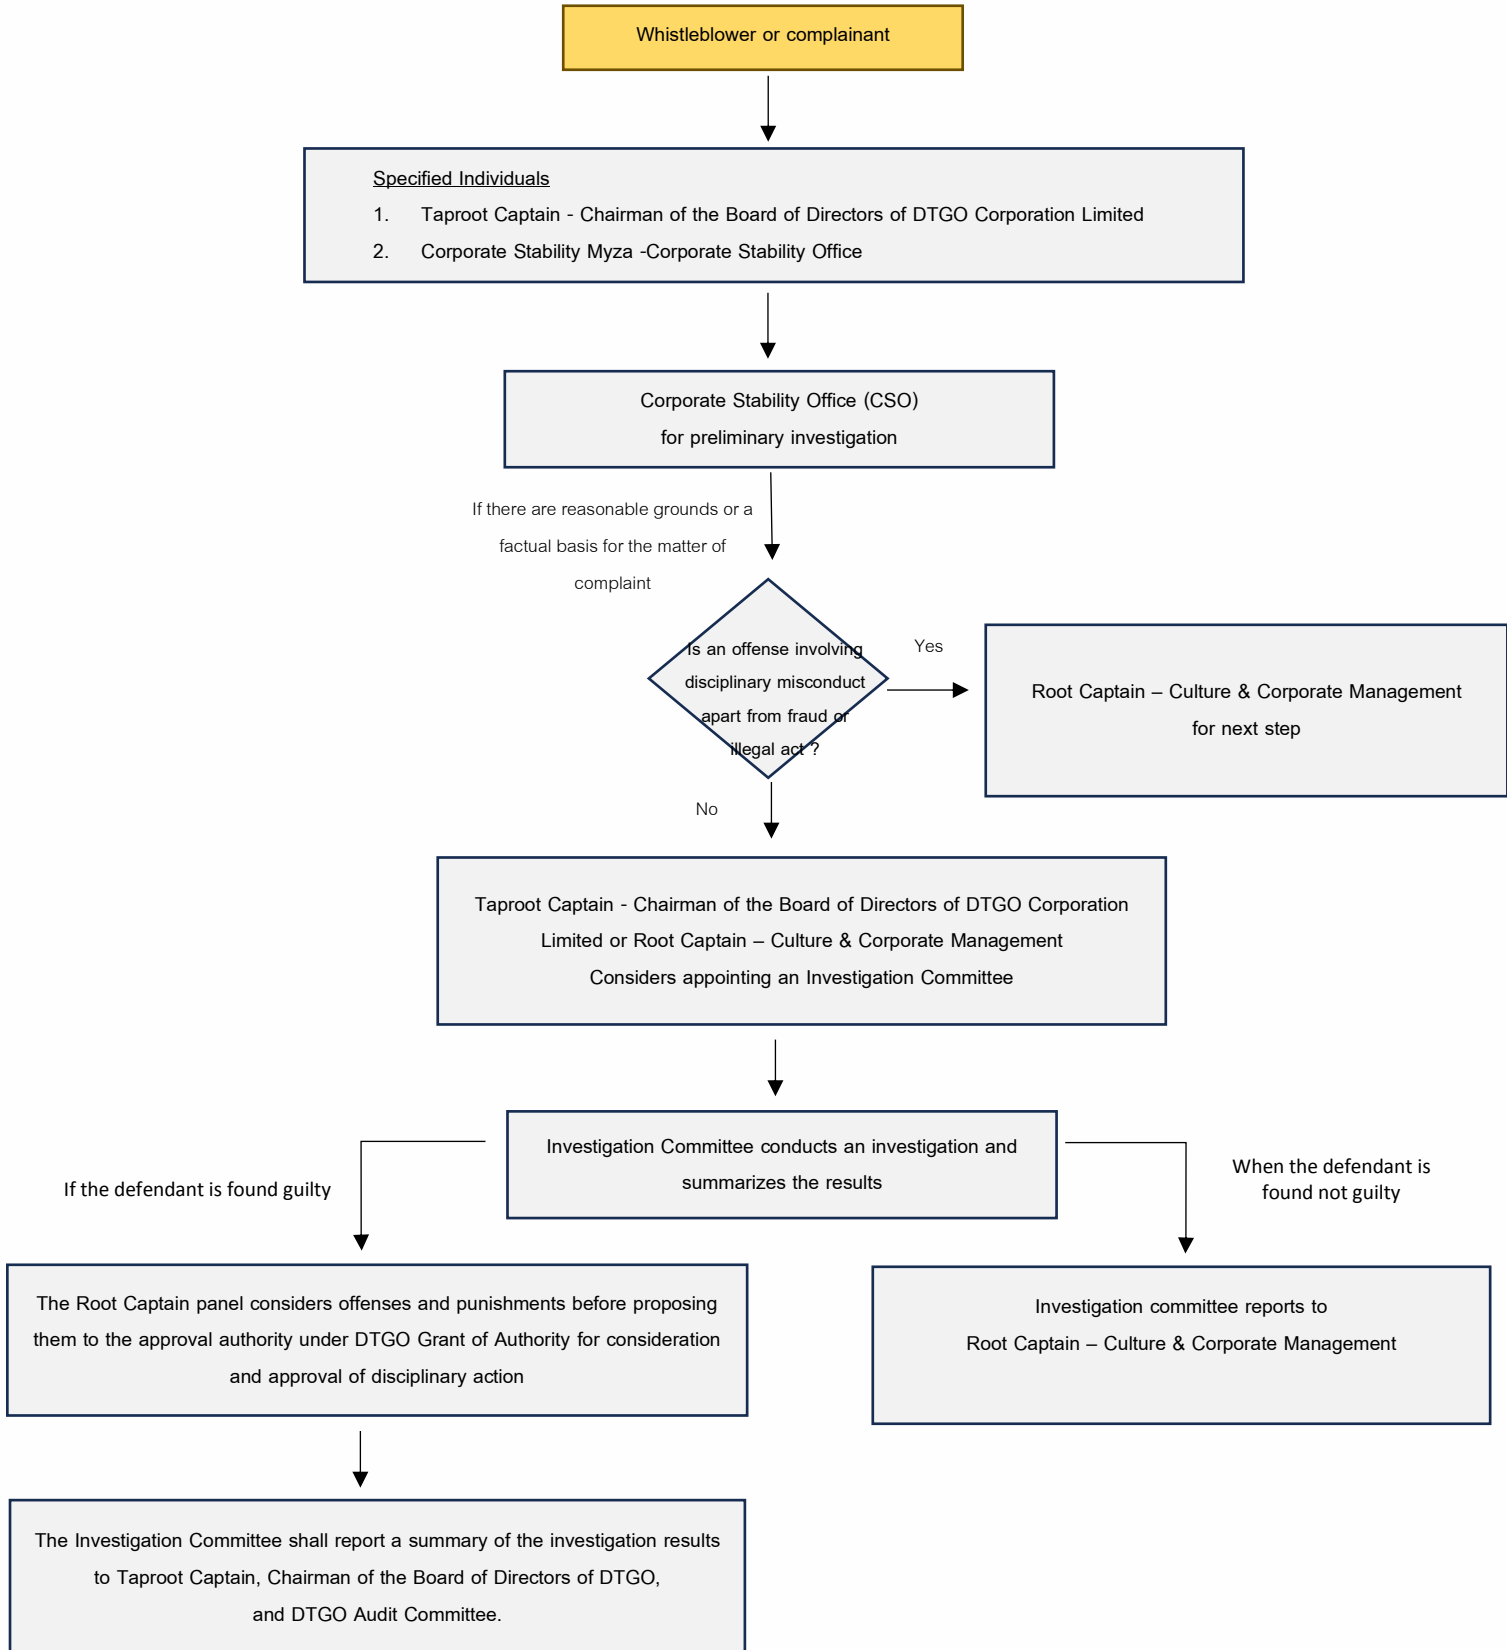 Whistleblower or complainant
Specified Individuals
1. Taproot Captain - Chairman of the Board of Directors of DTGO Corporation Limited
2. Corporate Stability Myza -Corporate Stability Office
Corporate Stability Office (CSO)
for preliminary investigation
If there are reasonable grounds or a
factual basis for the matter of
complaint
Is an offense involving
disciplinary misconduct
apart from fraud or
illegal act ?
Yes
Root Captain – Culture & Corporate Management
for next step
No
Taproot Captain - Chairman of the Board of Directors of DTGO Corporation
Limited or Root Captain – Culture & Corporate Management
Considers appointing an Investigation Committee
Investigation Committee conducts an investigation and
summarizes the results
If the defendant is found guilty
When the defendant is
found not guilty
The Root Captain panel considers offenses and punishments before proposing
them to the approval authority under DTGO Grant of Authority for consideration
and approval of disciplinary action
Investigation committee reports to
Root Captain – Culture & Corporate Management
The Investigation Committee shall report a summary of the investigation results
to Taproot Captain, Chairman of the Board of Directors of DTGO,
and DTGO Audit Committee.